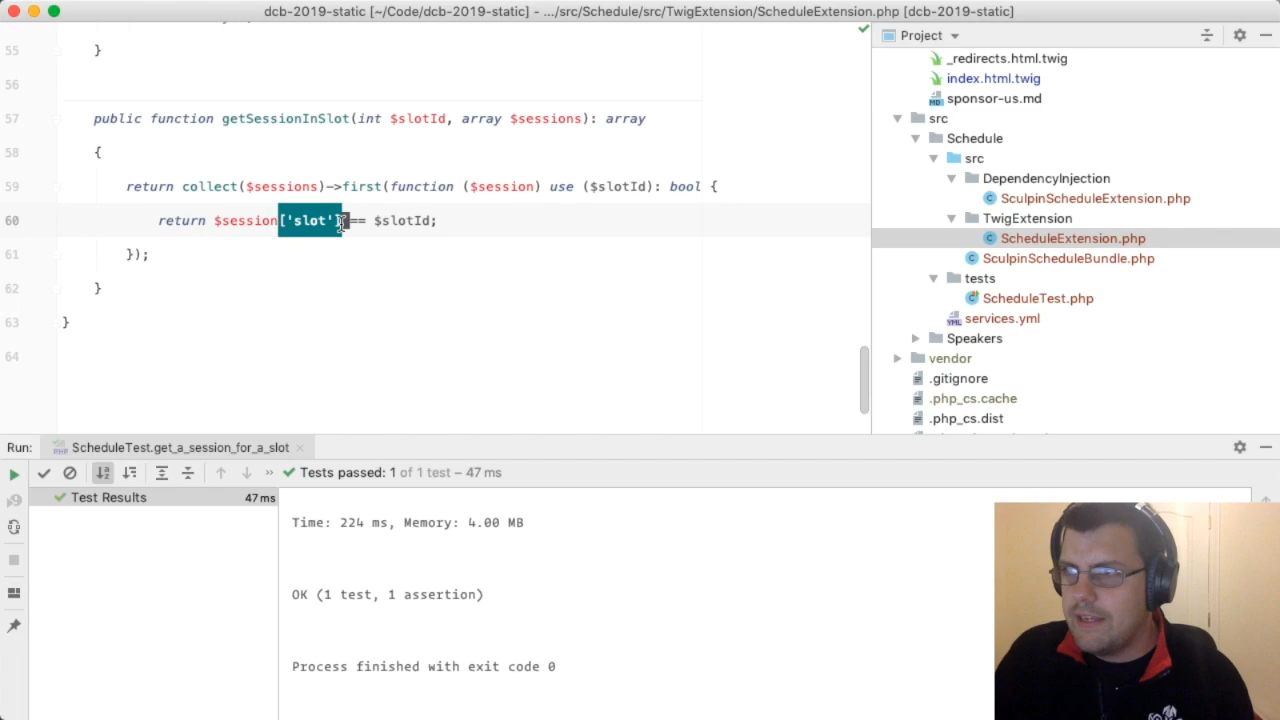 dcb-2019-static [~/Code/dcb-2019-static] - .../src/Schedule/src/TwigExtension/ScheduleExtension.php [dcb-2019-static]
55 }
56
57 public function getSessionInSlot(int $slotId, array $sessions): array
58 {
59 return collect($sessions)->first(function ($session) use ($slotId): bool {
60 return $session['slot'] == $slotId;
61 });
62 }
63 }
64
Project
_redirects.html.twig
index.html.twig
sponsor-us.md
src
Schedule
src
DependencyInjection
SculpinScheduleExtension.php
TwigExtension
ScheduleExtension.php
SculpinScheduleBundle.php
tests
ScheduleTest.php
services.yml
Speakers
vendor
.gitignore
.php_cs.cache
.php_cs.dist
Run: ScheduleTest.get_a_session_for_a_slot
Tests passed: 1 of 1 test – 47 ms
Test Results 47 ms
Time: 224 ms, Memory: 4.00 MB
OK (1 test, 1 assertion)
Process finished with exit code 0